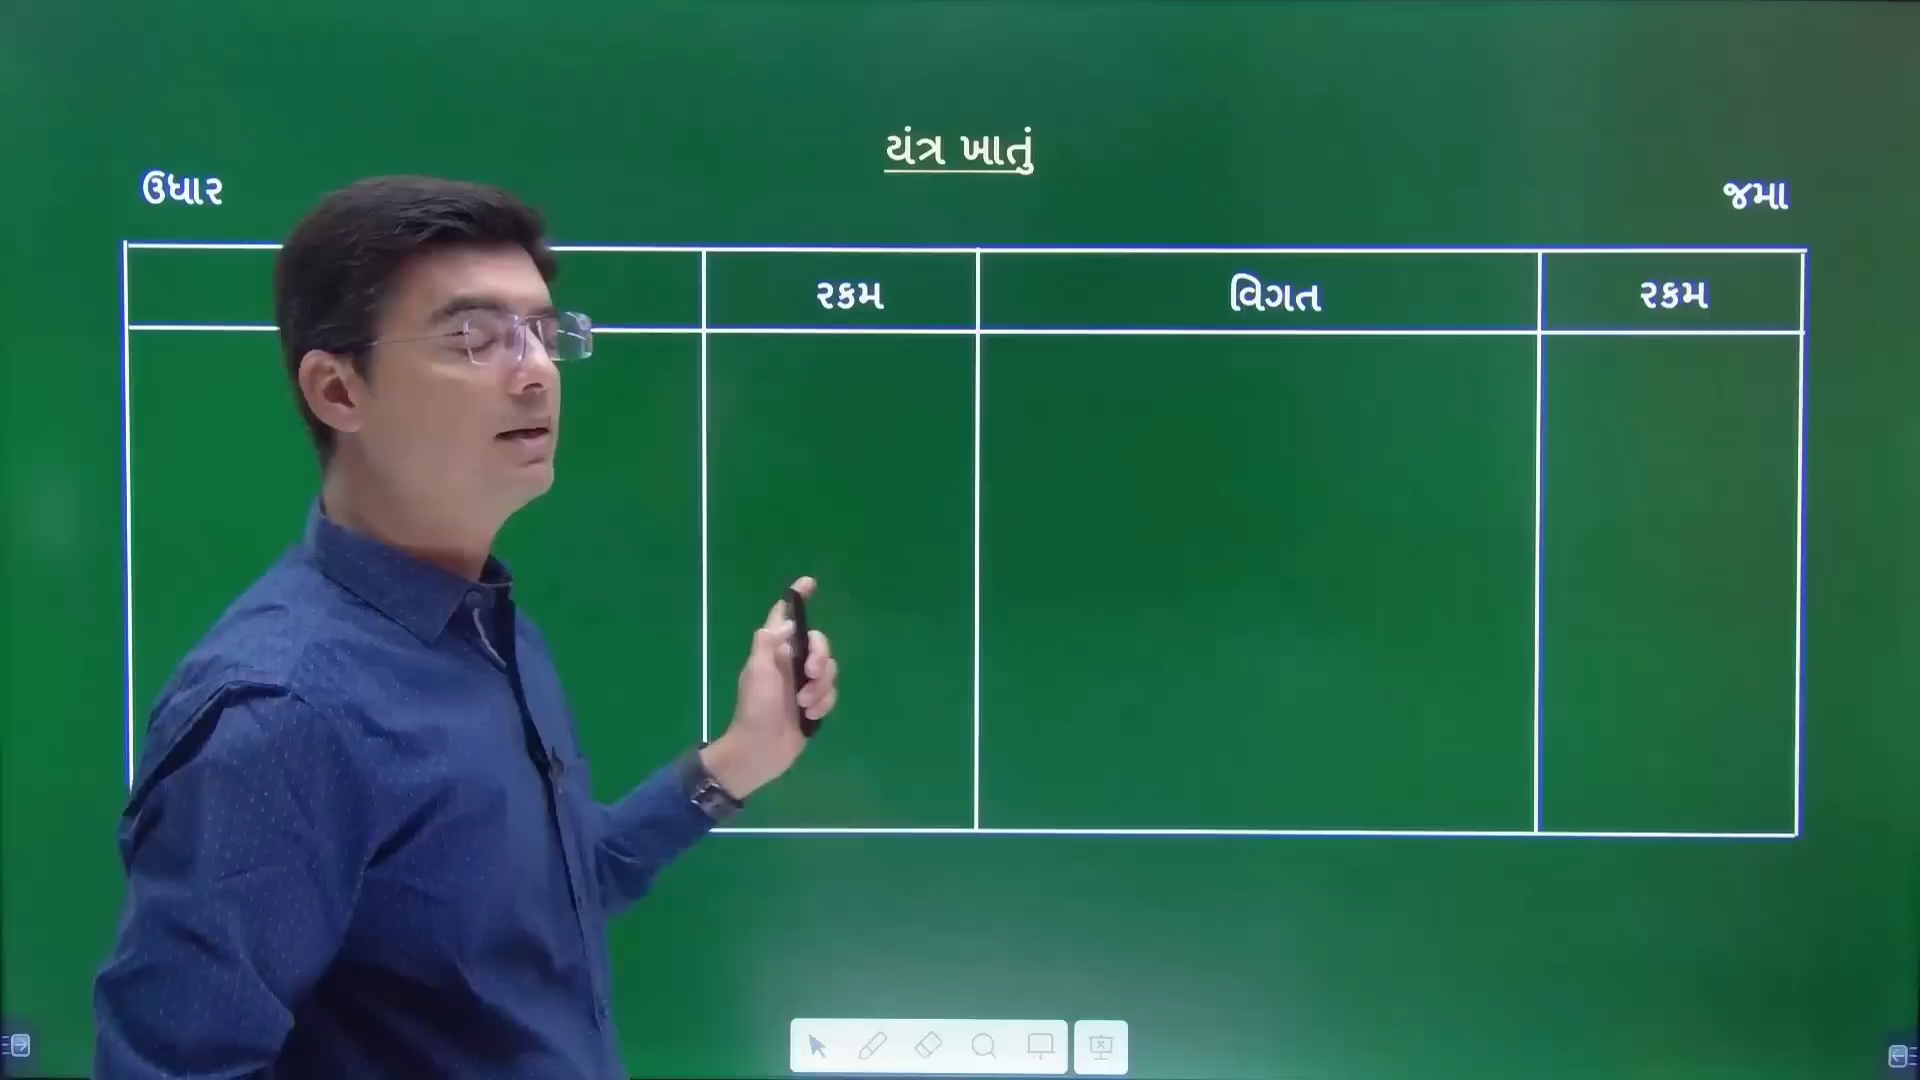 યંત્ર ખાતું
ઉધાર
જમા
રકમ
વિગત
રકમ